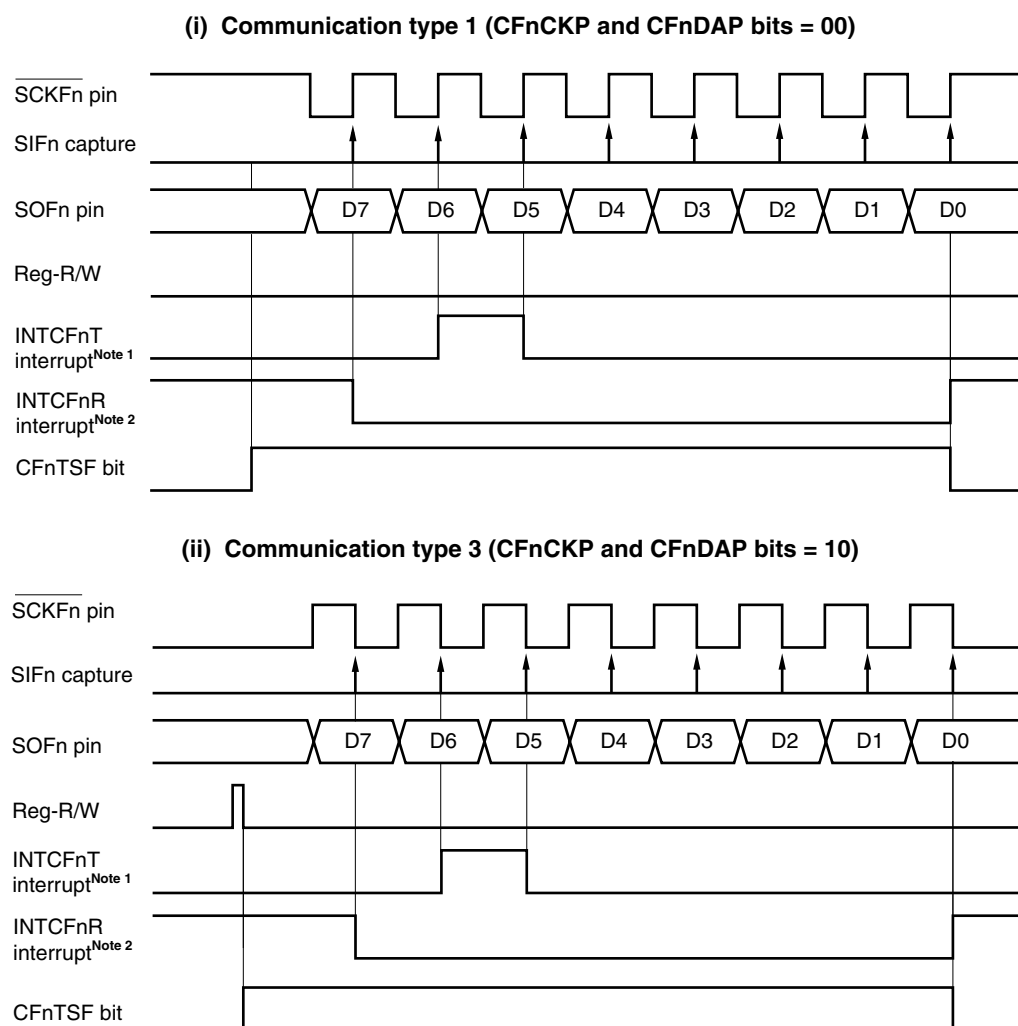 (i) Communication type 1 (CFnCKP and CFnDAP bits = 00)
SCKFn pin
SIFn capture
SOFn pin D7 D6 D5 D4 D3 D2 D1 D0
Reg-R/W
INTCFnT
interruptNote 1
INTCFnR
interruptNote 2
CFnTSF bit
(ii) Communication type 3 (CFnCKP and CFnDAP bits = 10)
SCKFn pin
SIFn capture
SOFn pin D7 D6 D5 D4 D3 D2 D1 D0
Reg-R/W
INTCFnT
interruptNote 1
INTCFnR
interruptNote 2
CFnTSF bit